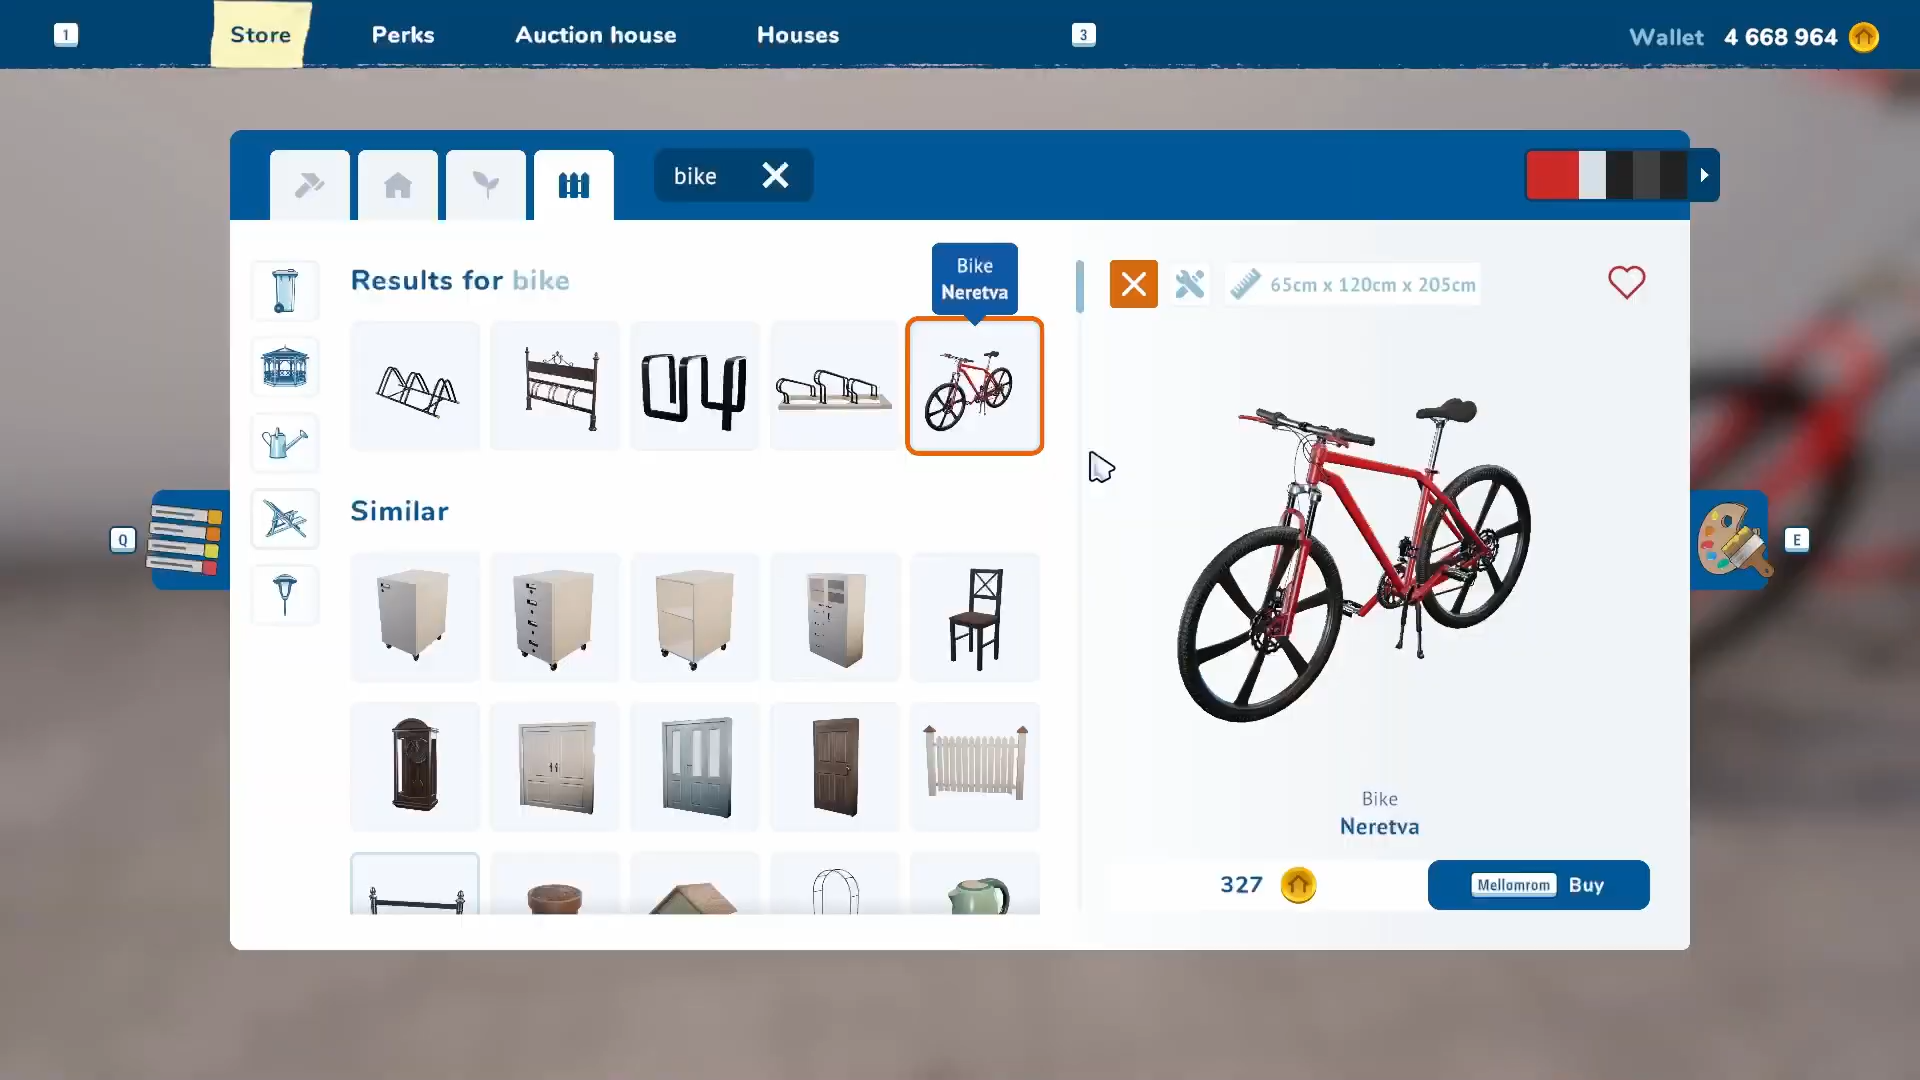 1
Store
Perks
Auction house
Houses
3
Wallet 4 668 964
bike
Results for bike
Bike
Neretva
65cm x 120cm x 205cm
Similar
Q
E
Bike
Neretva
327
Mellomrom Buy